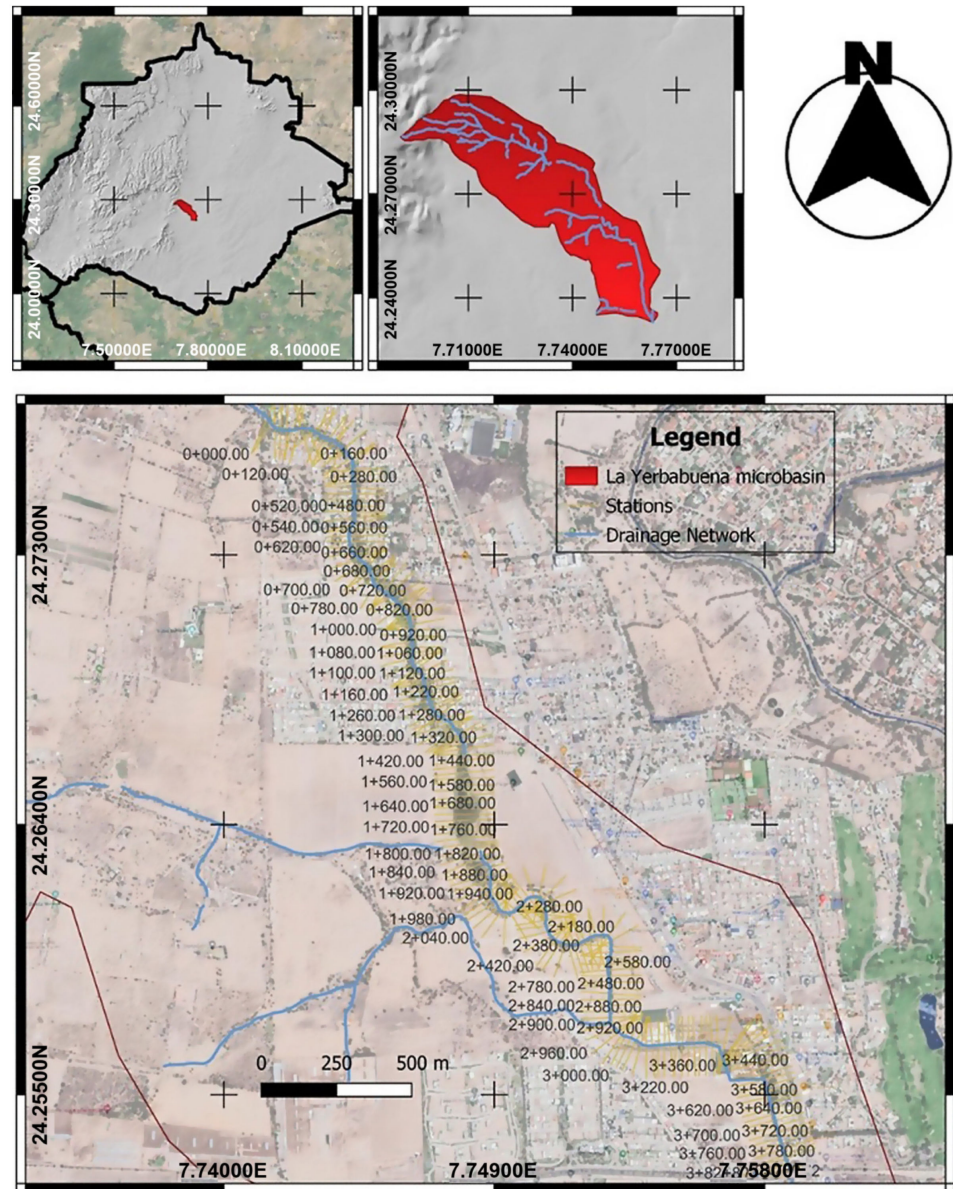 24.60000N
24.30000N
24.00000N
7.50000E 7.80000E 8.10000E
24.30000N
24.27000N
24.24000N
7.71000E 7.74000E 7.77000E
N
Legend
La Yerbabuena microbasin
Stations
Drainage Network
24.27300N
24.26400N
24.25500N
0+000.00 0+160.00
0+120.00 0+280.00
0+520.00 0+480.00
0+540.00 0+560.00
0+620.00 0+660.00
0+680.00
0+700.00 0+720.00
0+780.00 0+820.00
1+000.00 0+920.00
1+080.00 1+060.00
1+100.00 1+120.00
1+160.00 1+220.00
1+260.00 1+280.00
1+300.00 1+320.00
1+420.00 1+440.00
1+560.00 1+580.00
1+640.00 1+680.00
1+720.00 1+760.00
1+800.00 1+820.00
1+840.00 1+880.00
1+920.00 1+940.00
2+280.00
1+980.00 2+180.00
2+040.00 2+380.00
2+420.00 2+580.00
2+780.00 2+480.00
2+840.00 2+880.00
2+900.00 2+920.00
2+960.00 3+360.00 3+440.00
3+000.00 3+220.00 3+580.00
3+620.00 3+640.00
3+700.00 3+720.00
3+760.00 3+780.00
0 250 500 m
7.74000E 7.74900E 7.75800E